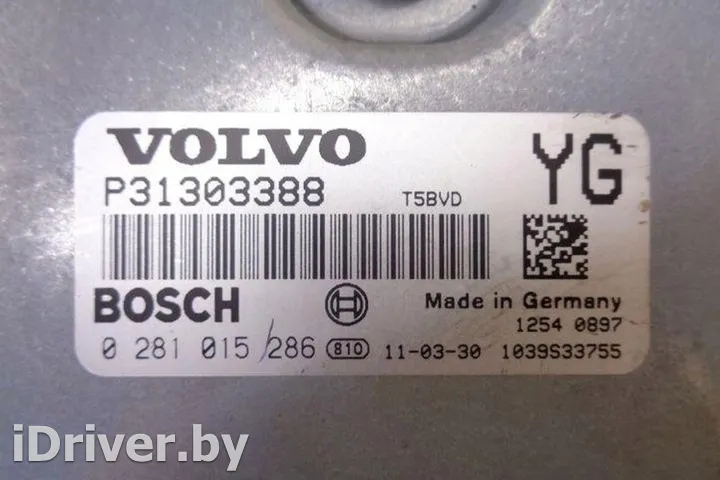 VOLVO
YG
P31303388 T5BVD
BOSCH
Made in Germany
1254 0897
0 281 015 286 810 11-03-30 1039S33755
iDriver.by